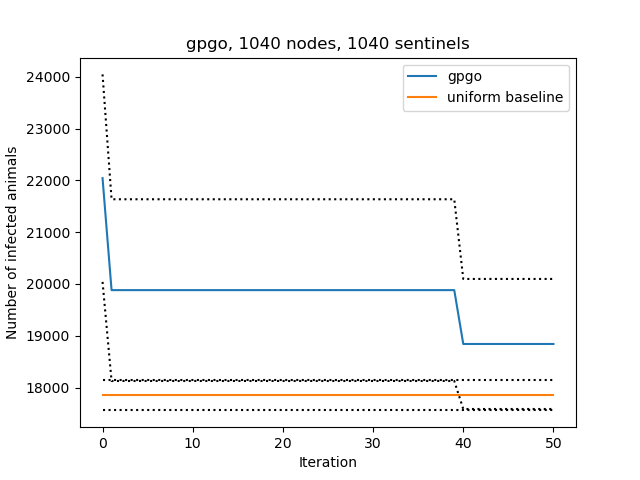 gpgo, 1040 nodes, 1040 sentinels
gpgo
uniform baseline
Number of infected animals
24000
23000
22000
21000
20000
19000
18000
0 10 20 30 40 50
Iteration